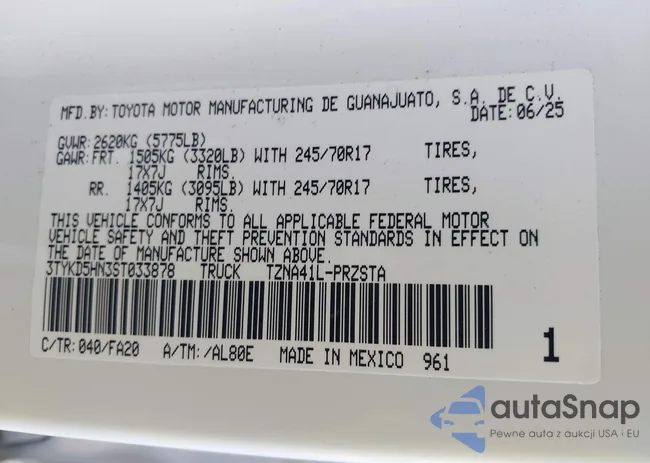 MFD.BY:TOYOTA MOTOR MANUFACTURING DE GUANAJUATO, S.A. DE C.V.
DATE: 06/25
GVWR:2620KG (5775LB)
GAWR:FRT. 1505KG (3320LB) WITH 245/70R17 TIRES,
17X7J RIMS.
RR. 1405KG (3095LB) WITH 245/70R17 TIRES,
17X7J RIMS.
THIS VEHICLE CONFORMS TO ALL APPLICABLE FEDERAL MOTOR
VEHICLE SAFETY AND THEFT PREVENTION STANDARDS IN EFFECT ON
THE DATE OF MANUFACTURE SHOWN ABOVE.
3TYKD5HN3ST033878 TRUCK TZNA41L-PRZSTA
C/TR:040/FA20 A/TM:/AL80E MADE IN MEXICO 961 1
autaSnap
Pewne auta z aukcji USA i EU